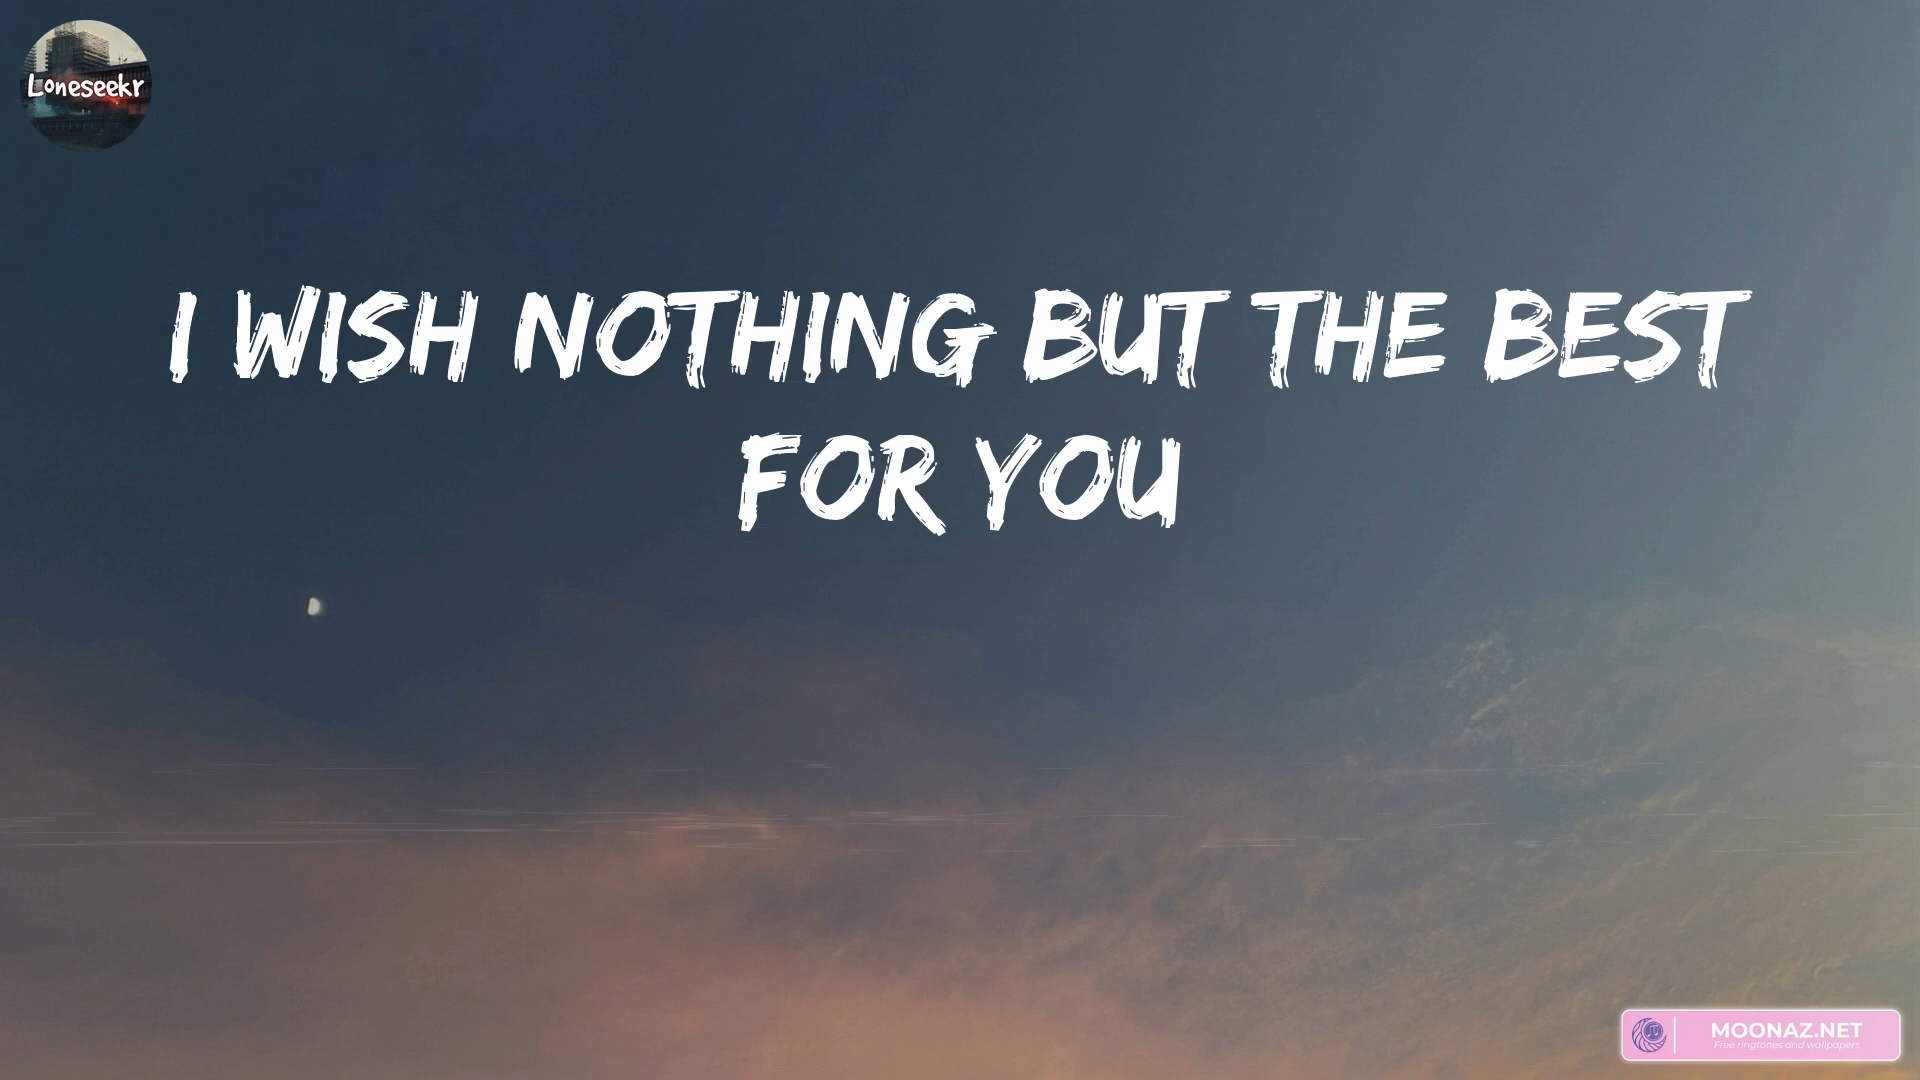 Loneseekr
I WISH NOTHING BUT THE BEST
FOR YOU
MOONAZ.NET
Free ringtones and wallpapers